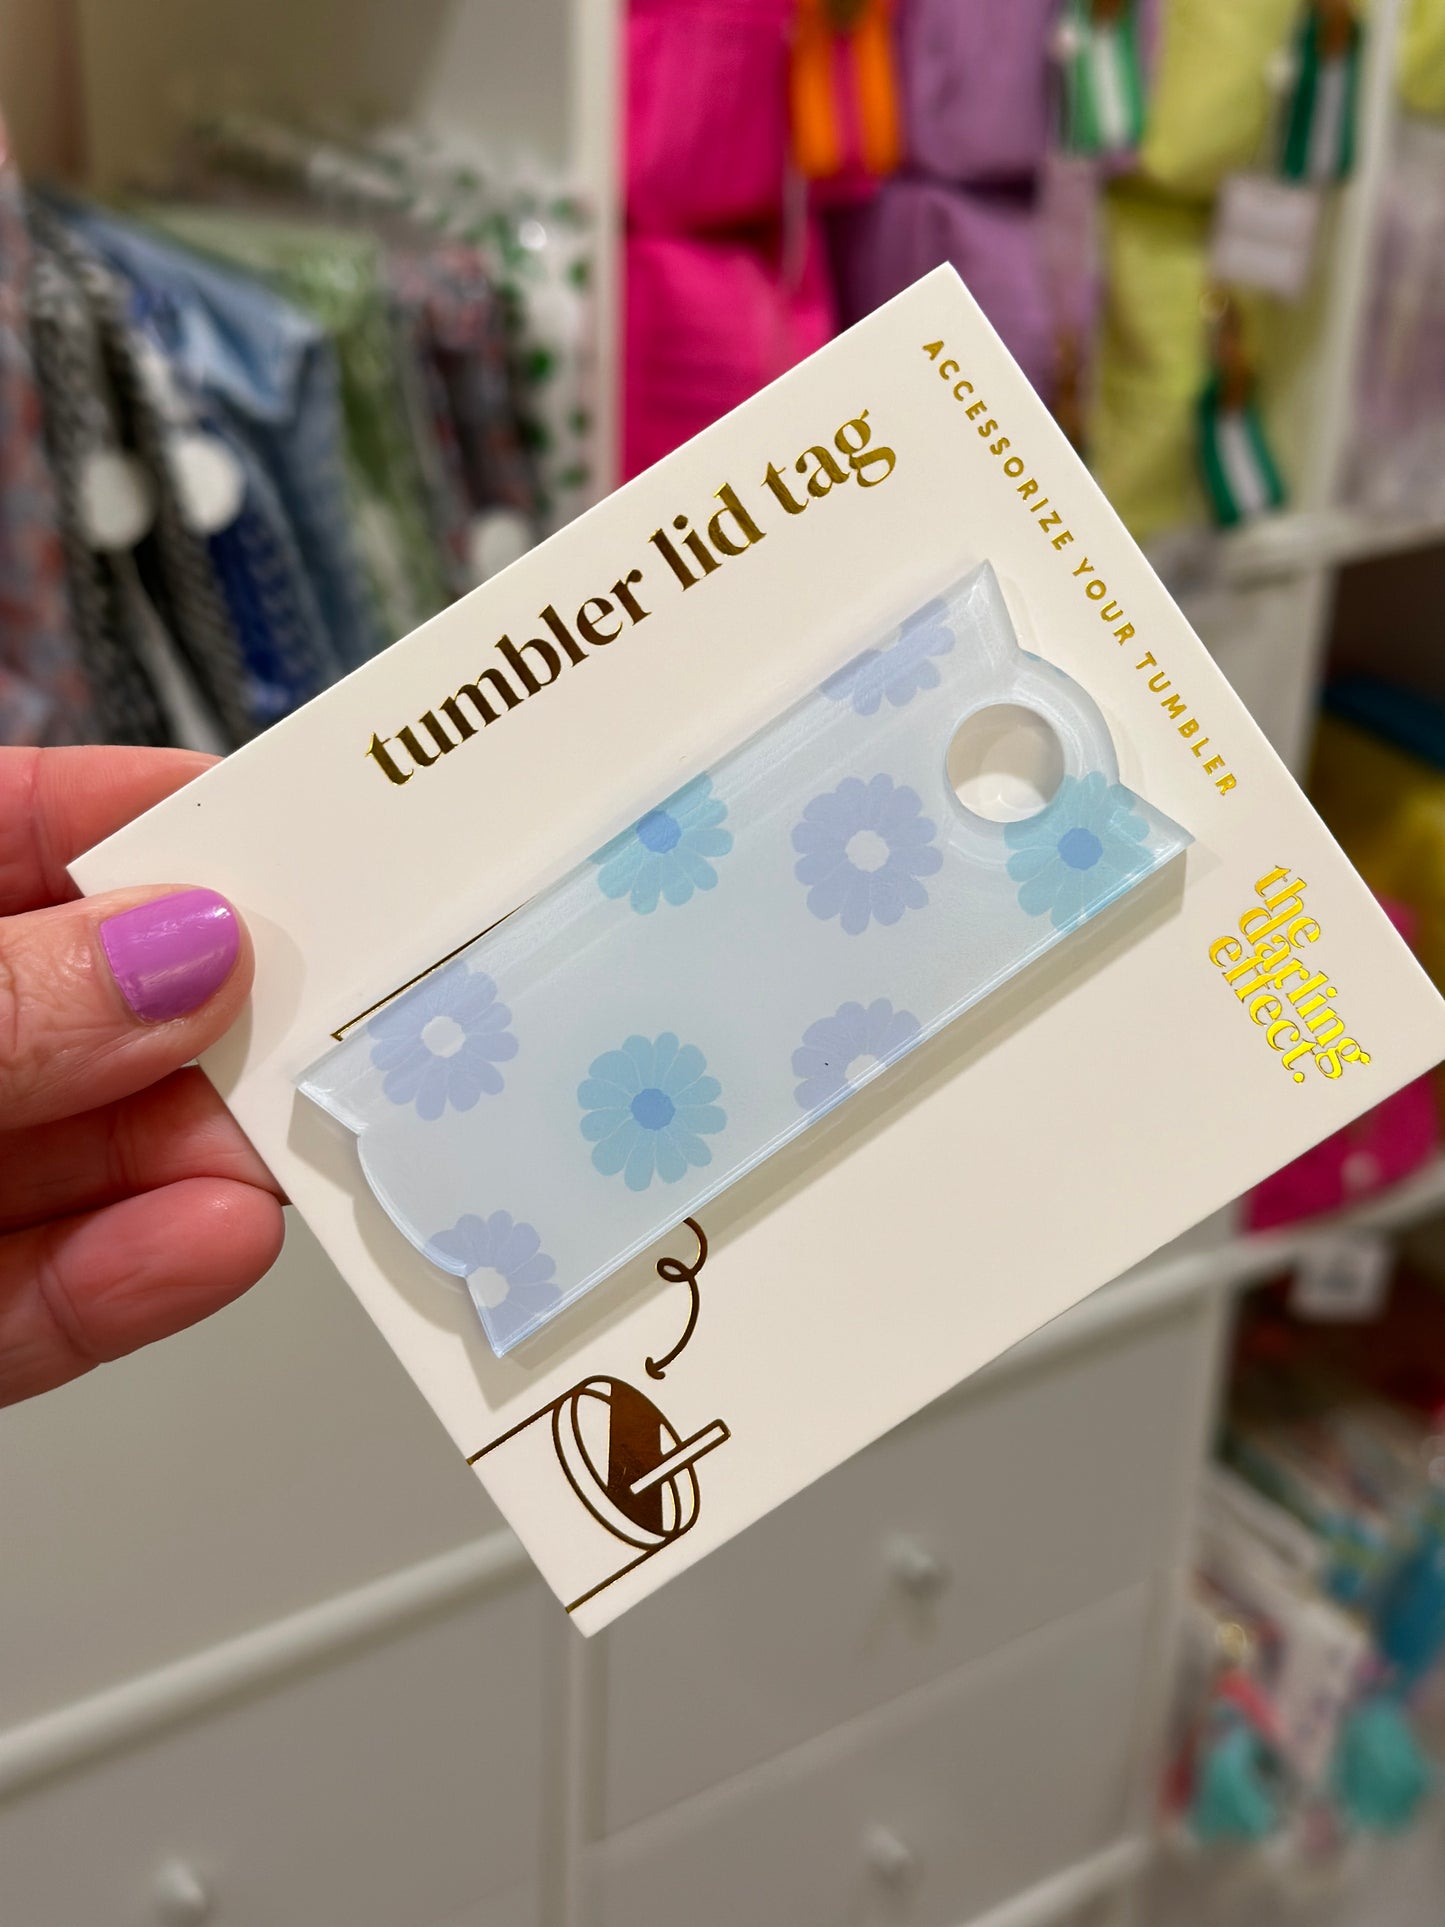 tumbler lid tag
ACCESSORIZE YOUR TUMBLER
the
darling
effect.